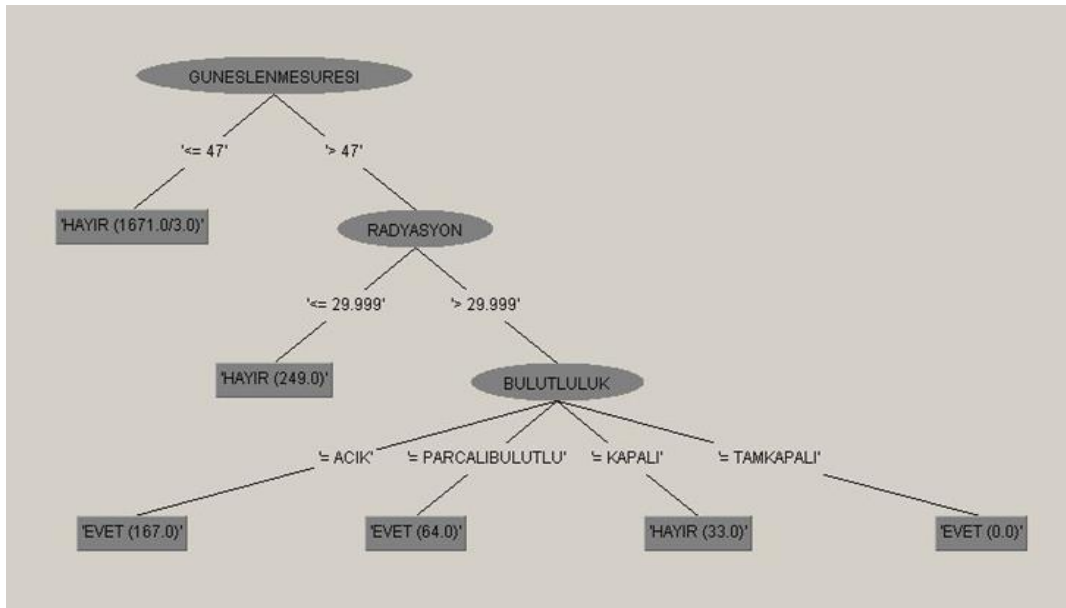 GUNESLENMESURESI
'<= 47'
'> 47'
'HAYIR (1671.0/3.0)'
RADYASYON
'<= 29.999'
'> 29.999'
'HAYIR (249.0)'
BULUTLULUK
'= ACIK'
'= PARCALIBULUTLU'
'= KAPALI'
'= TAMKAPALI'
'EVET (167.0)'
'EVET (64.0)'
'HAYIR (33.0)'
'EVET (0.0)'